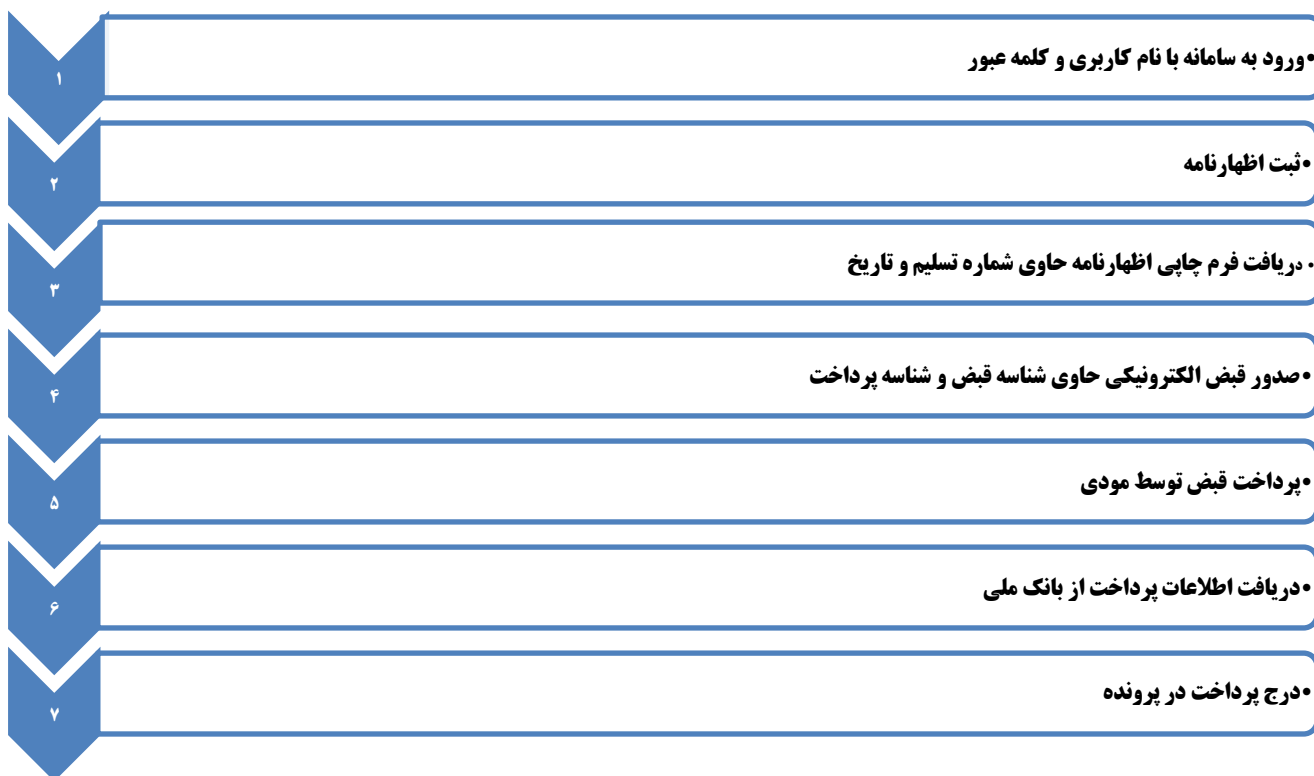 ۱
•ورود به سامانه با نام کاربری و کلمه عبور
۲
•ثبت اظهارنامه
۳
. دریافت فرم چاپی اظهارنامه حاوی شماره تسلیم و تاریخ
۴
•صدور قبض الکترونیکی حاوی شناسه قبض و شناسه پرداخت
۵
•پرداخت قبض توسط مودی
۶
•دریافت اطلاعات پرداخت از بانک ملی
۷
•درج پرداخت در پرونده